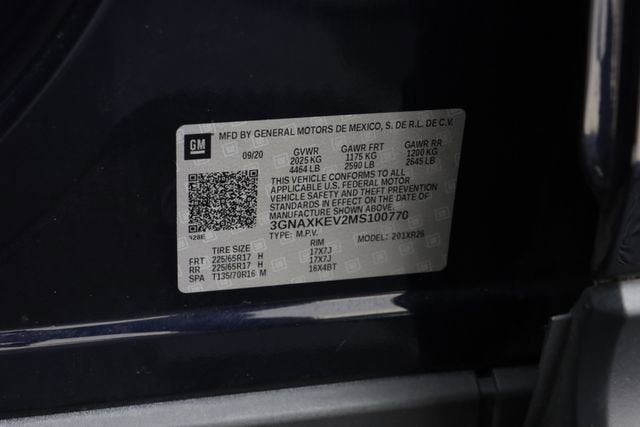 GM MFD BY GENERAL MOTORS DE MEXICO, S. DE R.L. DE C.V.
09/20 GVWR GAWR FRT GAWR RR
2025 KG 1175 KG 1200 KG
4464 LB 2590 LB 2645 LB
THIS VEHICLE CONFORMS TO ALL
APPLICABLE U.S. FEDERAL MOTOR
VEHICLE SAFETY AND THEFT PREVENTION
STANDARDS IN EFFECT ON THE DATE OF
MANUFACTURE SHOWN ABOVE.
3GNAXKEV2MS100770
TYPE: M.P.V. MODEL: 201XR26
TIRE SIZE RIM
FRT 225/65R17 H 17X7J
RR 225/65R17 H 17X7J
SPA T135/70R16 M 16X4BT